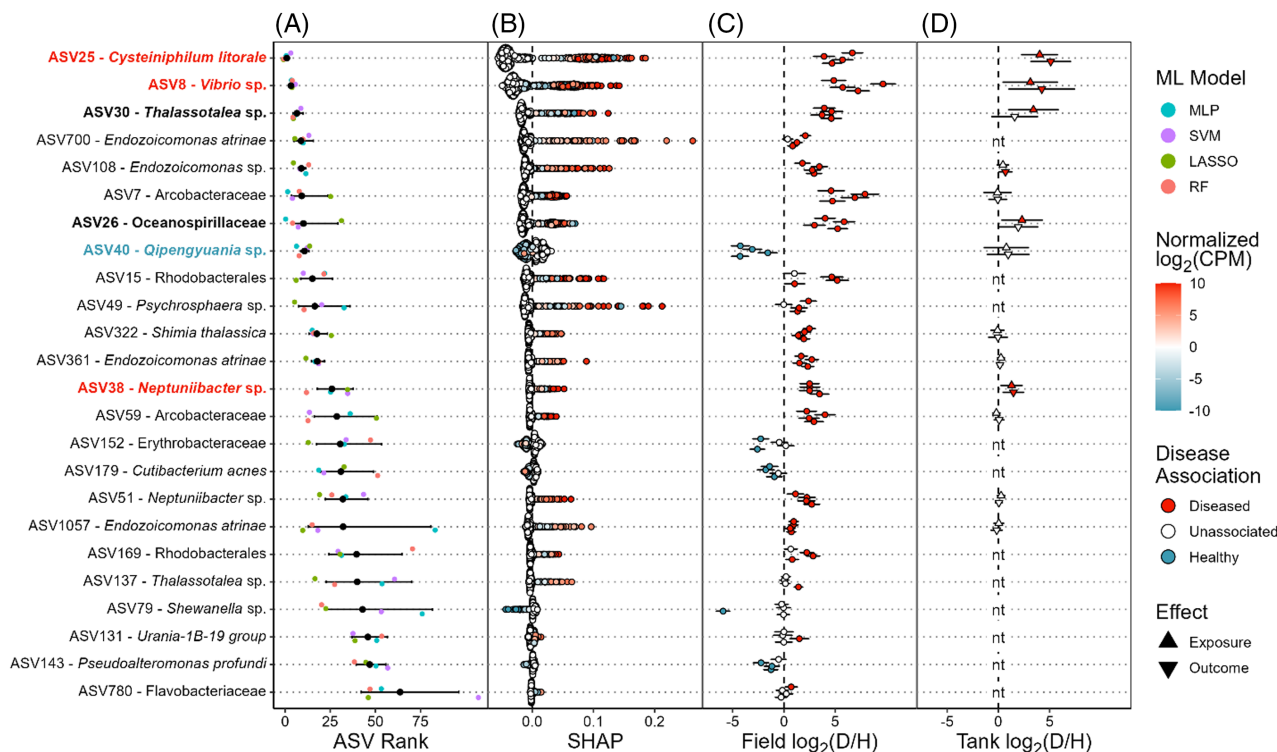 (A) (B) (C) (D)
ASV25 - Cysteiniphilum litorale
ASV8 - Vibrio sp.
ASV30 - Thalassotalea sp.
ASV700 - Endozoicomonas atrinae nt
ASV108 - Endozoicomonas sp.
ASV7 - Arcobacteraceae
ASV26 - Oceanospirillaceae
ASV40 - Qipengyuania sp.
ASV15 - Rhodobacterales nt
ASV49 - Psychrosphaera sp. nt
ASV322 - Shimia thalassica
ASV361 - Endozoicomonas atrinae
ASV38 - Neptuniibacter sp.
ASV59 - Arcobacteraceae
ASV152 - Erythrobacteraceae nt
ASV179 - Cutibacterium acnes nt
ASV51 - Neptuniibacter sp.
ASV1057 - Endozoicomonas atrinae
ASV169 - Rhodobacterales nt
ASV137 - Thalassotalea sp. nt
ASV79 - Shewanella sp. nt
ASV131 - Urania-1B-19 group nt
ASV143 - Pseudoalteromonas profundi nt
ASV780 - Flavobacteriaceae nt
0 25 50 75
ASV Rank
0.0 0.1 0.2
SHAP
-5 0 5
Field log2(D/H)
-5 0 5
Tank log2(D/H)
ML Model
MLP
SVM
LASSO
RF
Normalized
log2(CPM)
10
5
0
-5
-10
Disease
Association
Diseased
Unassociated
Healthy
Effect
Exposure
Outcome